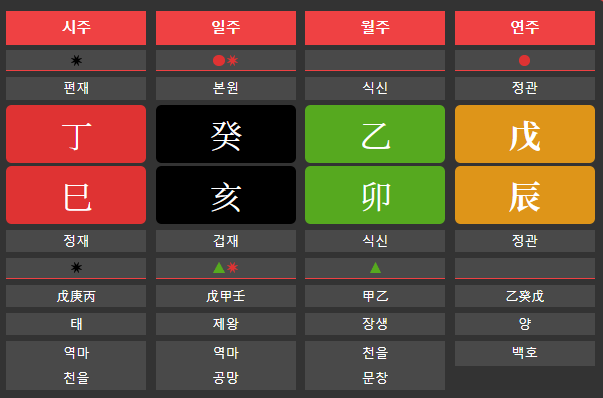 시주 일주 월주 연주
편재 본원 식신 정관
丁 癸 乙 戊
巳 亥 卯 辰
정재 겁재 식신 정관
戊庚丙 戊甲壬 甲乙 乙癸戊
태 제왕 장생 양
역마 역마 천을 백호
천을 공망 문창